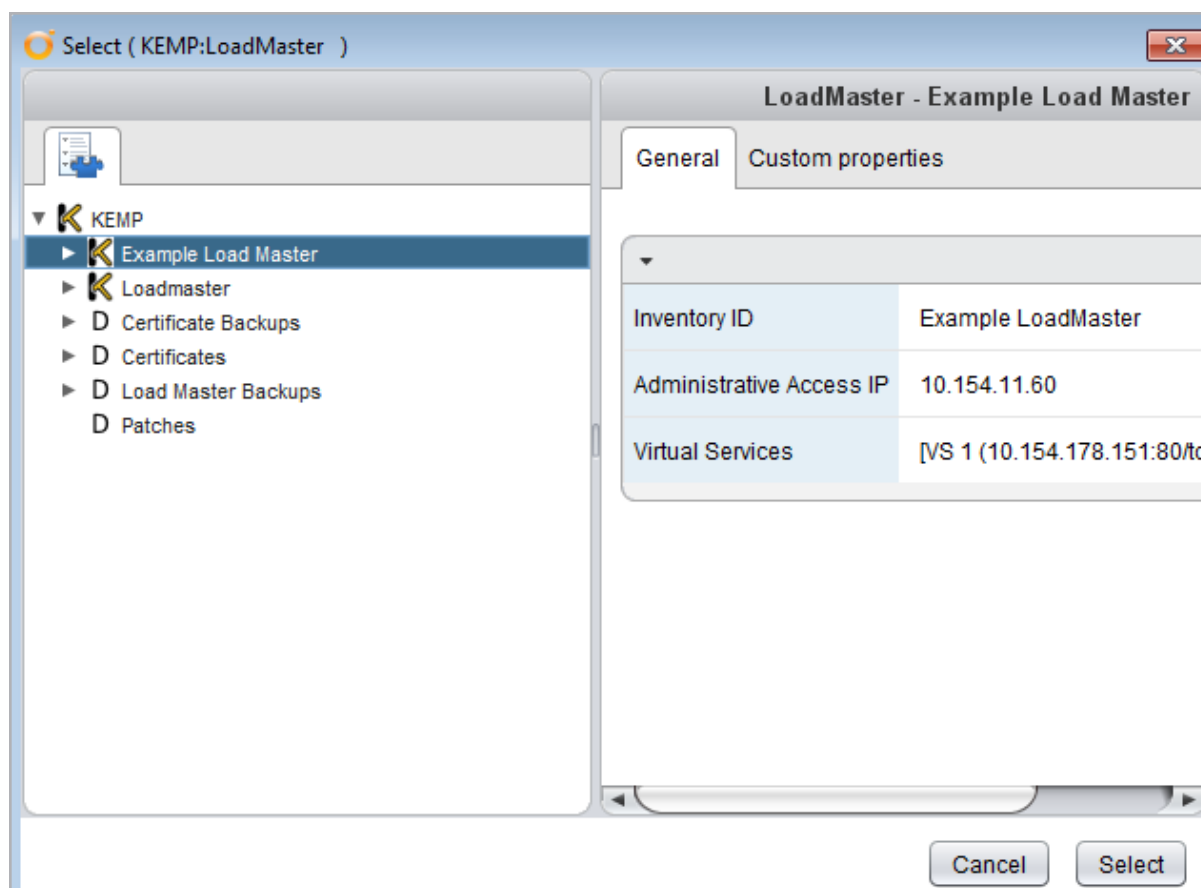 Select ( KEMP:LoadMaster )
LoadMaster - Example Load Master
General Custom properties
KEMP
Example Load Master
Loadmaster
D Certificate Backups
D Certificates
D Load Master Backups
D Patches
Inventory ID Example LoadMaster
Administrative Access IP 10.154.11.60
Virtual Services [VS 1 (10.154.178.151:80/tc
Cancel Select